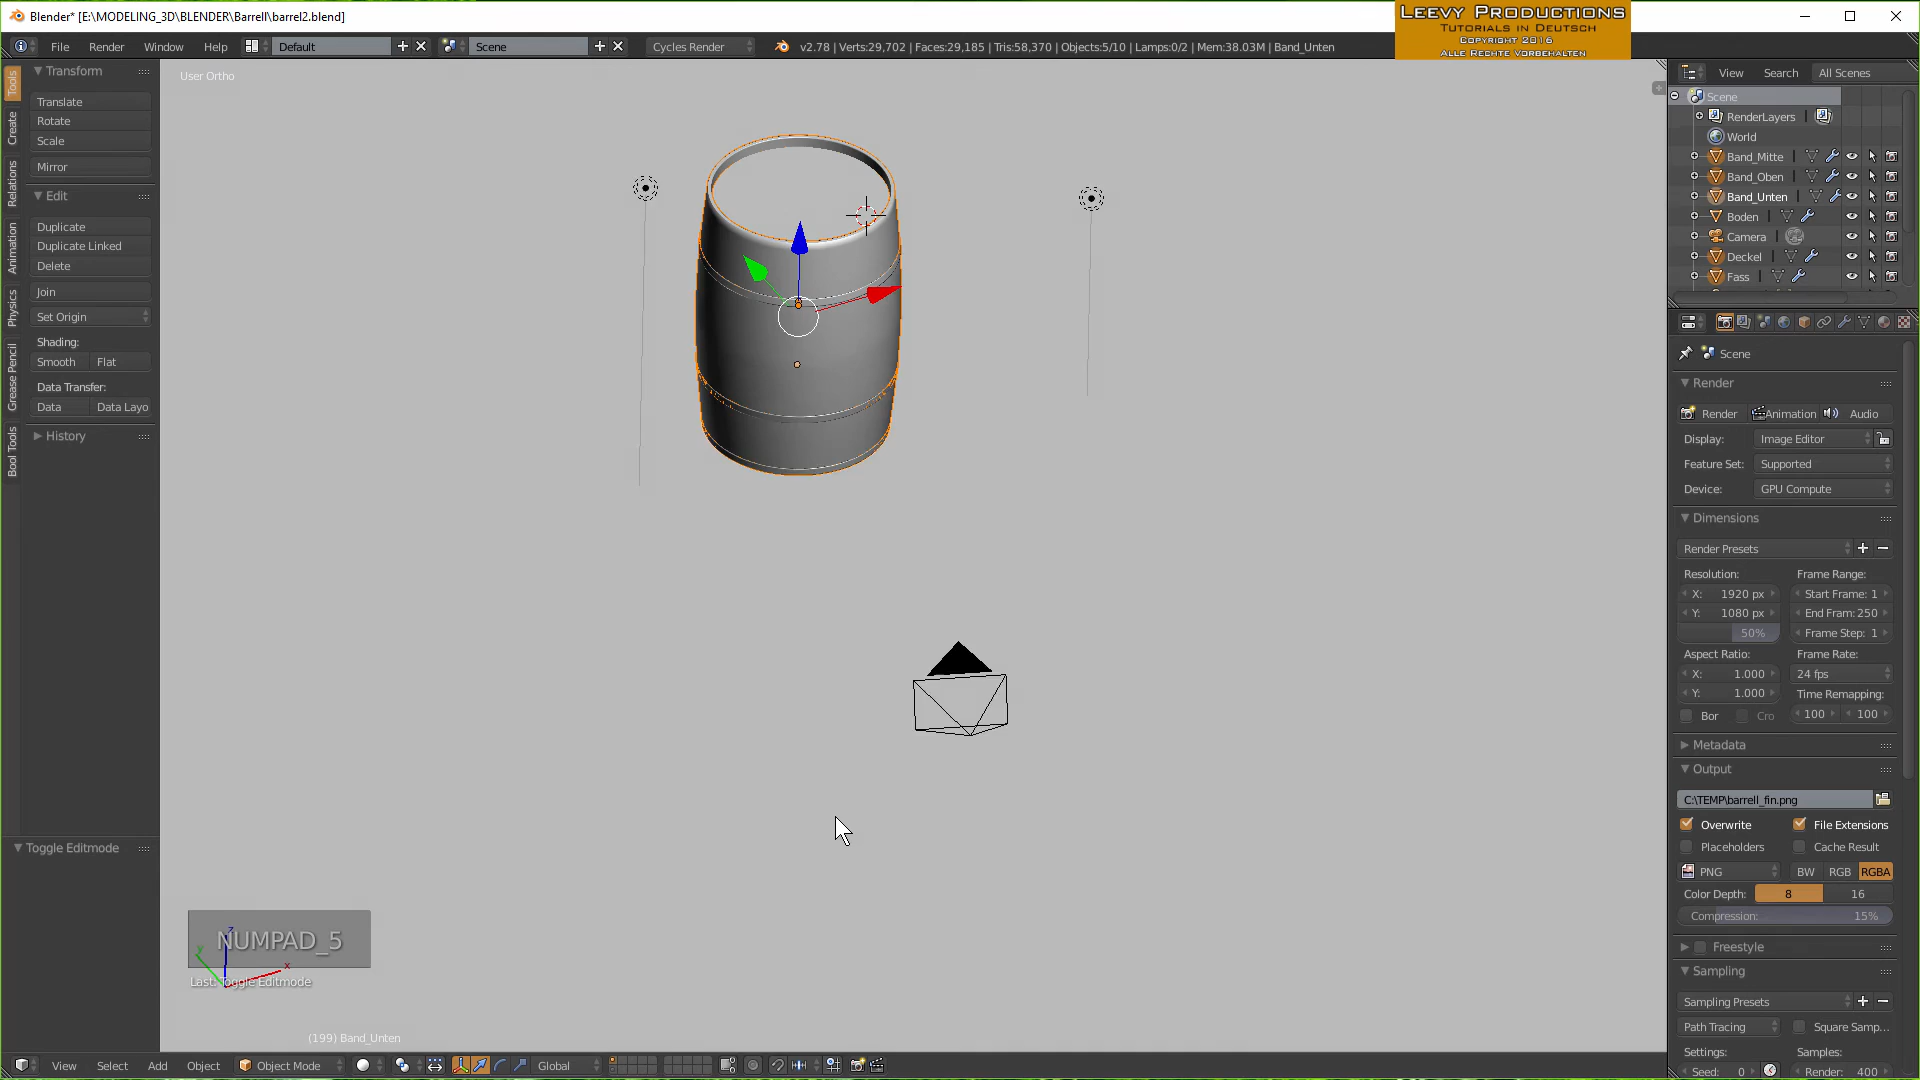 Blender* [E:\MODELING_3D\BLENDER\Barrell\barrel2.blend]
Leevy Productions
Tutorials in Deutsch
Copyright 2016
Alle Rechte Vorbehalten
File Render Window Help Default Scene Cycles Render v2.78 | Verts:29,702 | Faces:29,185 | Tris:58,370 | Objects:5/10 | Lamps:0/2 | Mem:38.03M | Band_Unten
User Ortho
Tools
Create
Relations
Animation
Physics
Grease Pencil
Bool Tools
Transform
Translate
Rotate
Scale
Mirror
Edit
Duplicate
Duplicate Linked
Delete
Join
Set Origin
Shading:
Smooth Flat
Data Transfer:
Data Data Layo
History
Toggle Editmode
NUMPAD_5
z
y
x
Last: Toggle Editmode
(199) Band_Unten
View Select Add Object Object Mode Global
View Search All Scenes
Scene
RenderLayers
World
Band_Mitte
Band_Oben
Band_Unten
Boden
Camera
Deckel
Fass
Scene
Render
Render Animation Audio
Display: Image Editor
Feature Set: Supported
Device: GPU Compute
Dimensions
Render Presets
Resolution: Frame Range:
X: 1920 px Start Frame: 1
Y: 1080 px End Fram: 250
50% Frame Step: 1
Aspect Ratio: Frame Rate:
X: 1.000 24 fps
Y: 1.000 Time Remapping:
Bor Cro 100 100
Metadata
Output
C:\TEMP\barrell_fin.png
Overwrite File Extensions
Placeholders Cache Result
PNG BW RGB RGBA
Color Depth: 8 16
Compression: 15%
Freestyle
Sampling
Sampling Presets
Path Tracing Square Samp...
Settings: Samples:
Seed: 0 Render: 400